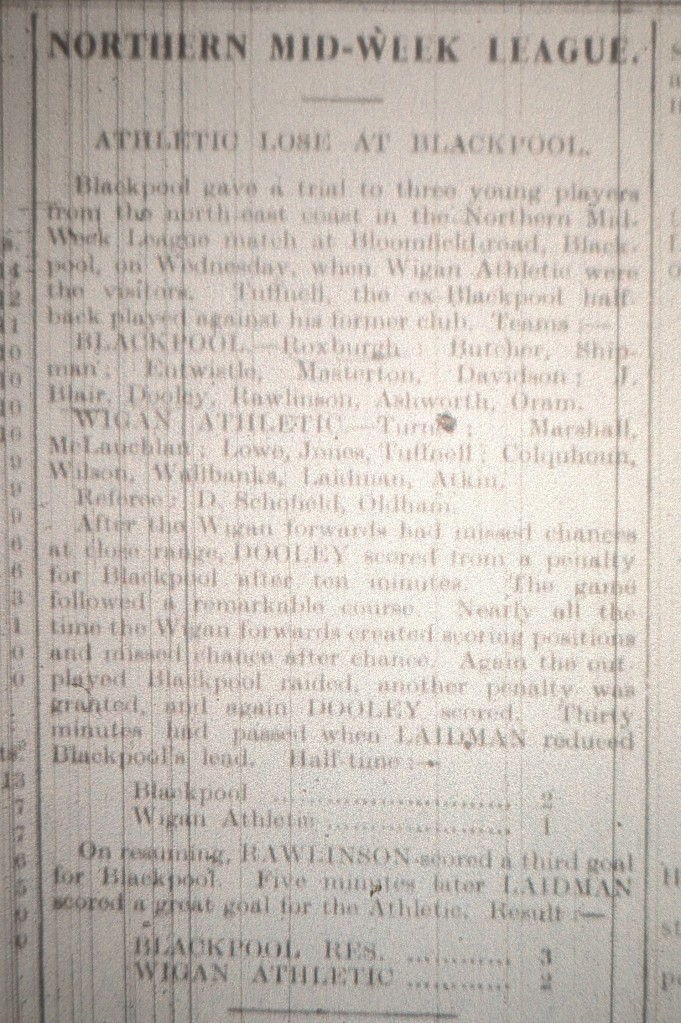 NORTHERN MID-WEEK LEAGUE.
ATHLETIC LOSE AT BLACKPOOL.
Blackpool gave a trial to three young players
from the north-east coast in the Northern Mid-
Week League match at Bloomfield-road, Black-
pool, on Wednesday, when Wigan Athletic were
the visitors. Tuffnell, the ex-Blackpool half-
back played against his former club. Teams :—
BLACKPOOL.—Roxburgh ; Butcher, Ship-
man ; Entwistle, Masterton, Davidson ; J.
Blair, Dooley, Rawlinson, Ashworth, Oram.
WIGAN ATHLETIC.—Turner ; Marshall,
McLauchlan ; Lowe, Jones, Tuffnell ; Colquhoun,
Wilson, Wallbanks, Laidman, Atkin.
Referee : D. Schofield, Oldham.
After the Wigan forwards had missed chances
at close range, DOOLEY scored from a penalty
for Blackpool after ten minutes. The game
followed a remarkable course. Nearly all the
time the Wigan forwards created scoring positions
and missed chance after chance. Again the out-
played Blackpool raided, another penalty was
granted, and again DOOLEY scored. Thirty
minutes had passed when LAIDMAN reduced
Blackpool's lead. Half-time :—
Blackpool .............................. 2
Wigan Athletic ........................ 1
On resuming, RAWLINSON scored a third goal
for Blackpool. Five minutes later LAIDMAN
scored a great goal for the Athletic. Result :—
BLACKPOOL RES. ............ 3
WIGAN ATHLETIC ............ 2